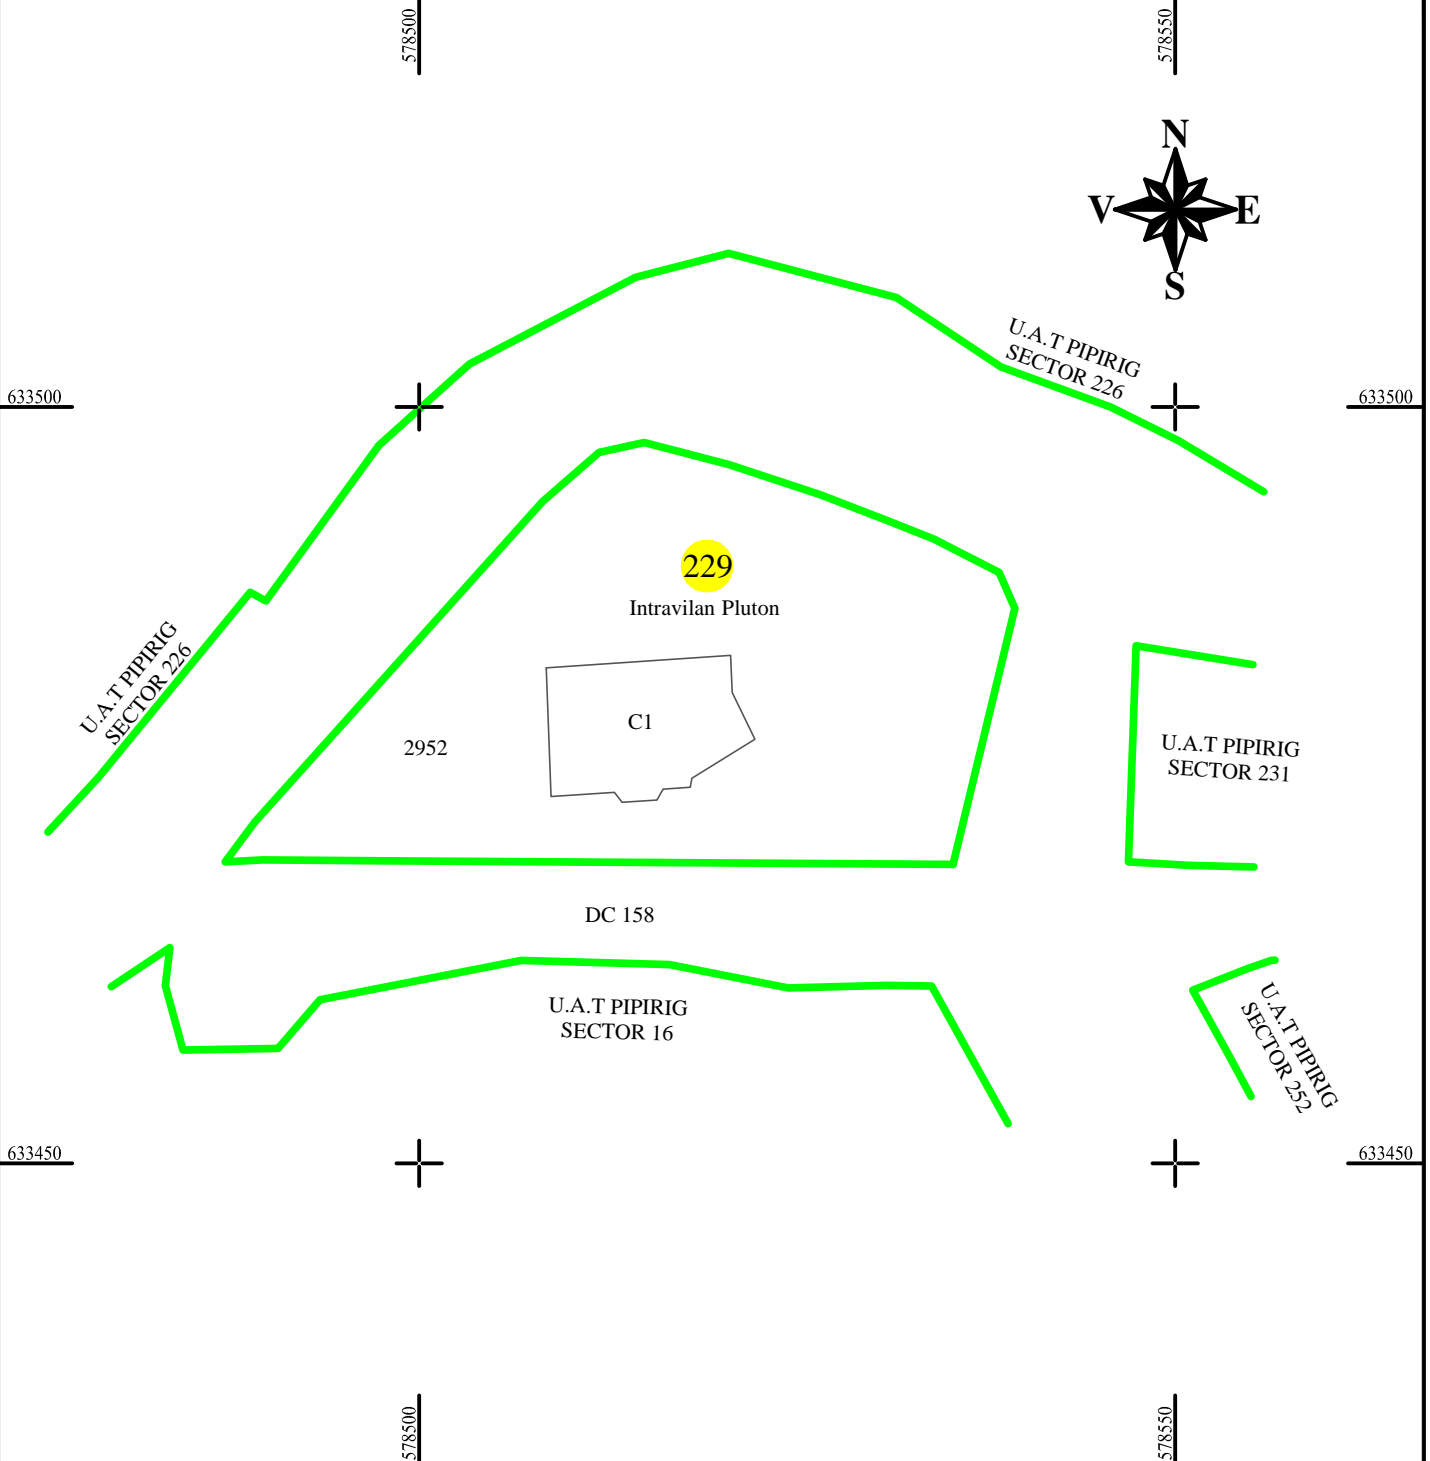 578500
578550
N
V
E
S
U.A.T PIPIRIG
SECTOR 226
633500
633500
229
Intravilan Pluton
U.A.T PIPIRIG
SECTOR 226
C1
2952
U.A.T PIPIRIG
SECTOR 231
DC 158
U.A.T PIPIRIG
SECTOR 16
U.A.T PIPIRIG
SECTOR 252
633450
633450
578500
578550